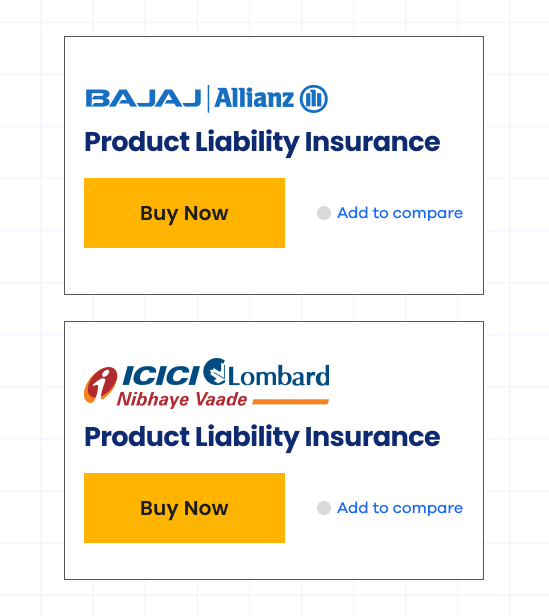 BAJAJ Allianz
Product Liability Insurance
Buy Now
Add to compare
ICICI Lombard
Nibhaye Vaade
Product Liability Insurance
Buy Now
Add to compare